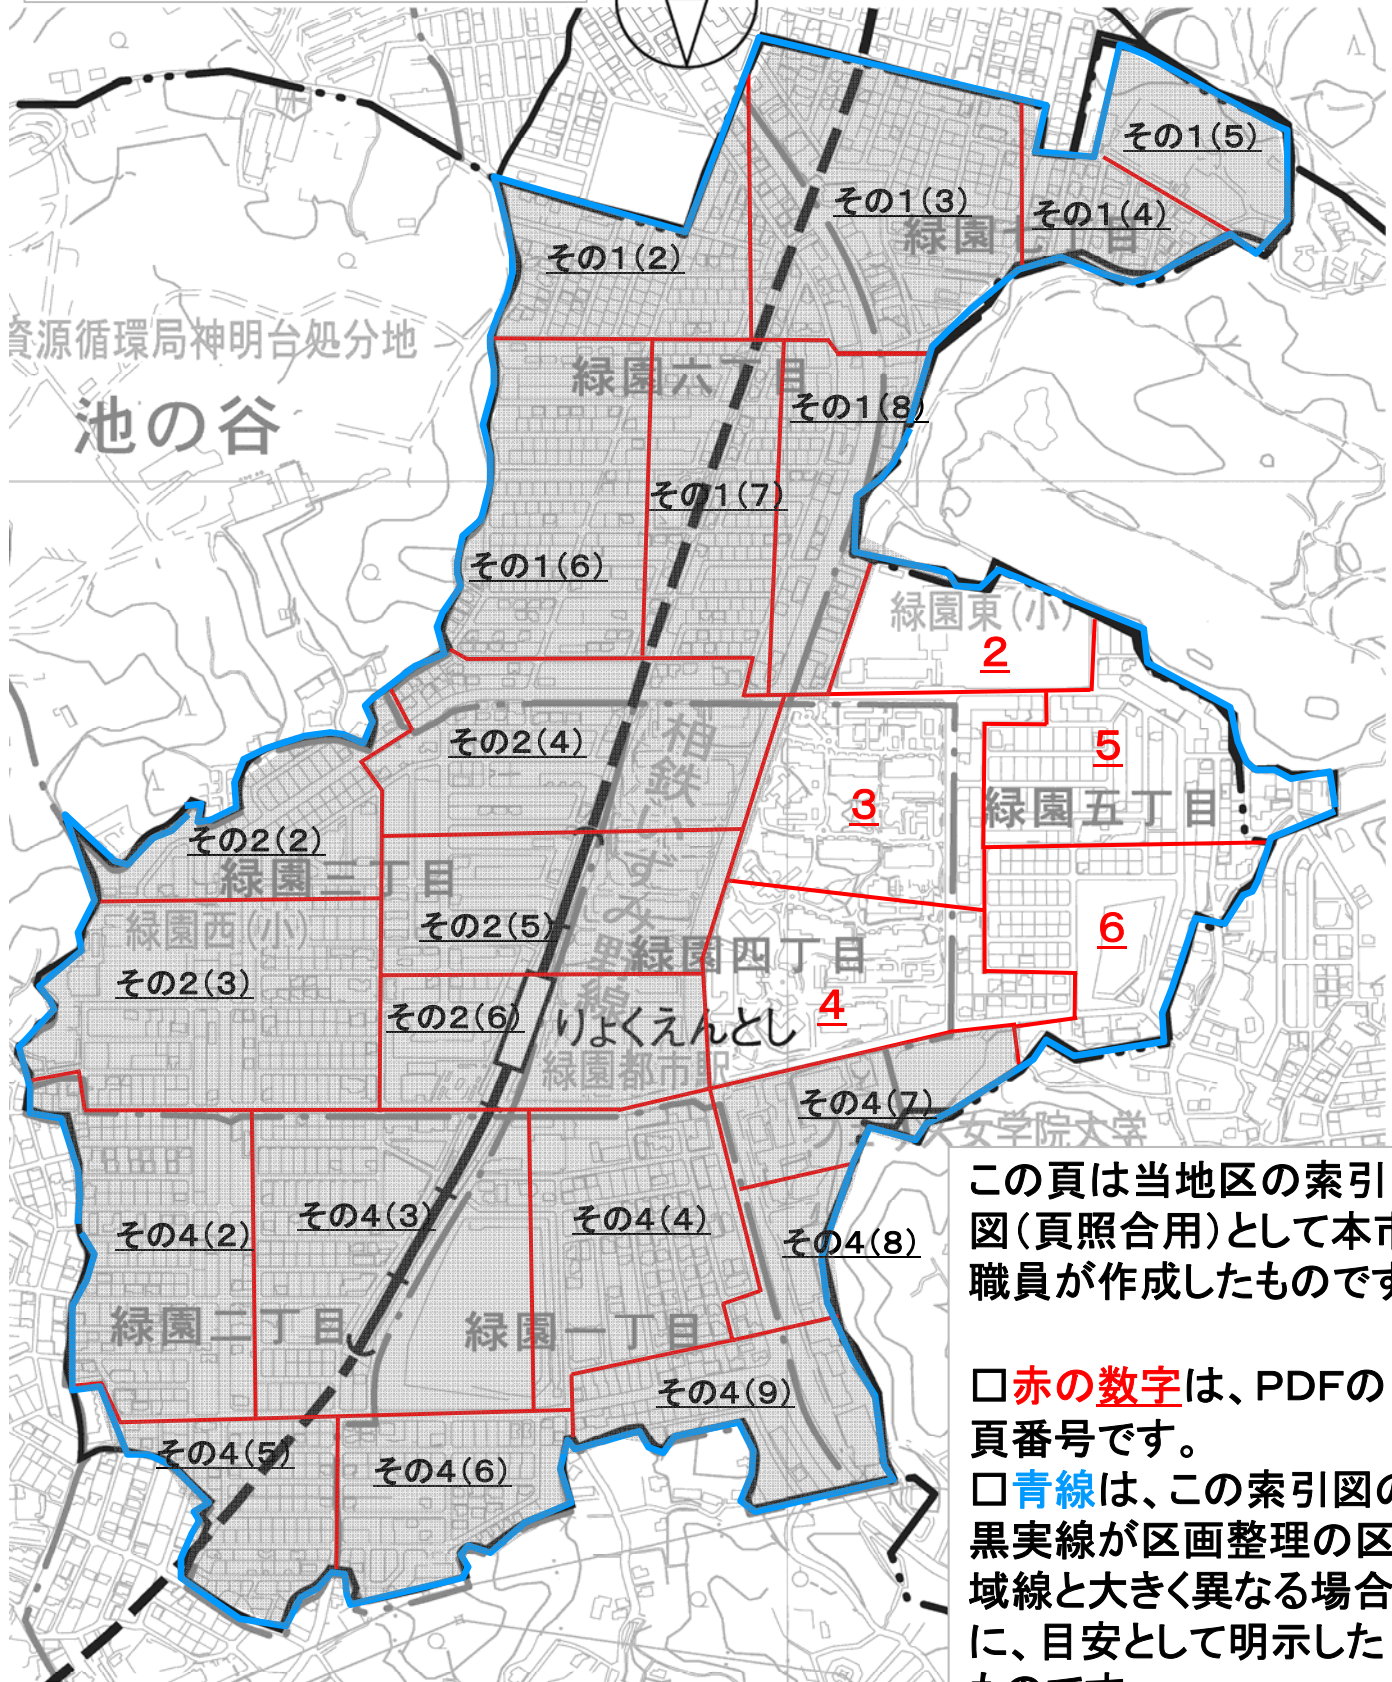 その1(5)
その1(3)
その1(4)
緑園七丁目
その1(2)
資源循環局神明台処分地
緑園六丁目
池の谷
その1(8)
その1(7)
その1(6)
緑園東(小)
2
相鉄いずみ野線
その2(4)
5
3
緑園五丁目
その2(2)
緑園三丁目
緑園西(小)
その2(5)
6
緑園四丁目
その2(3)
4
その2(6)
りょくえんとし
緑園都市駅
その4(7)
女学院大学
この頁は当地区の索引
図(頁照合用)として本市
職員が作成したものです
その4(3)
その4(4)
その4(2)
その4(8)
緑園二丁目
緑園一丁目
その4(9)
□赤の数字は、PDFの
頁番号です。
その4(5)
その4(6)
□青線は、この索引図の
黒実線が区画整理の区
域線と大きく異なる場合
に、目安として明示した
ものです